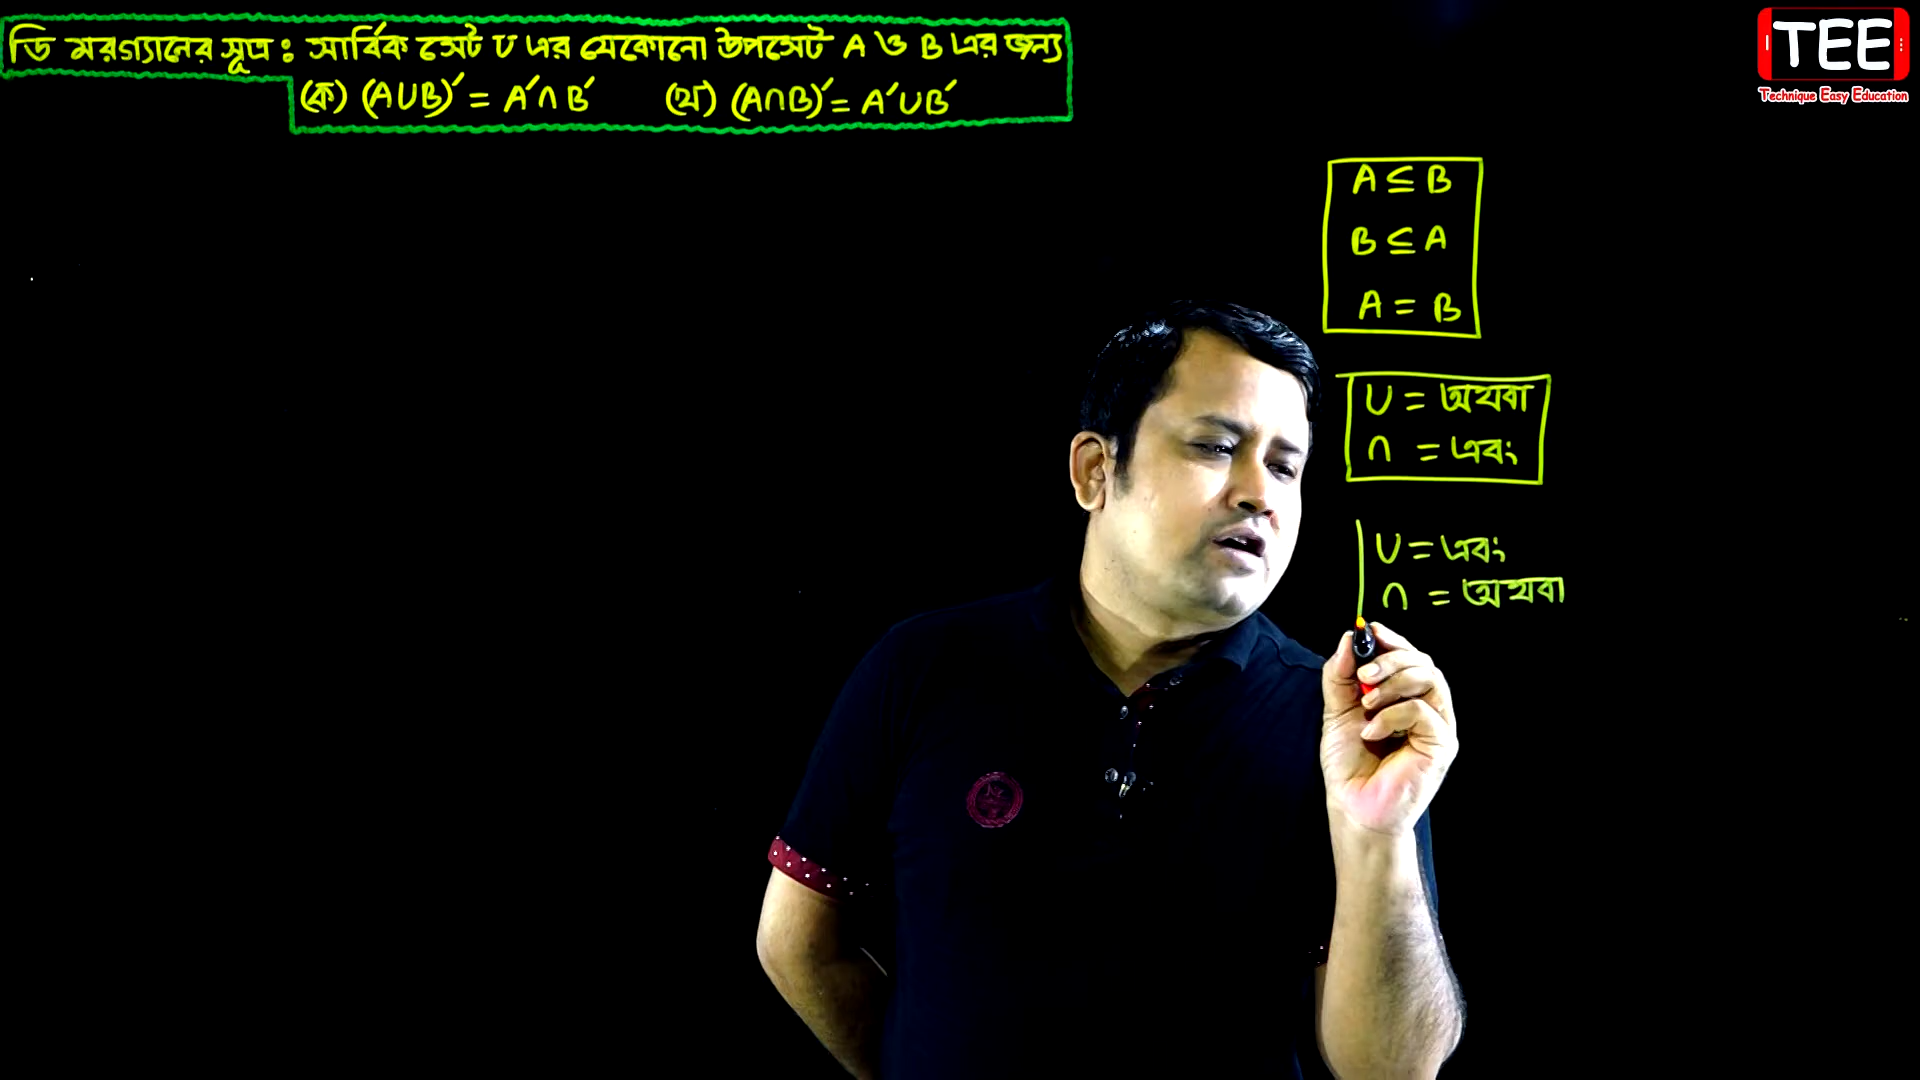 ডি মরগ্যানের সূত্র : সার্বিক সেট U এর যেকোনো উপসেট A ও B এর জন্য
(ক) (A∪B)′ = A′∩B′ (খ) (A∩B)′ = A′∪B′
TEE
Technique Easy Education
A ⊆ B
B ⊆ A
A = B
∪ = অথবা
∩ = এবং
∪ = এবং
∩ = অথবা